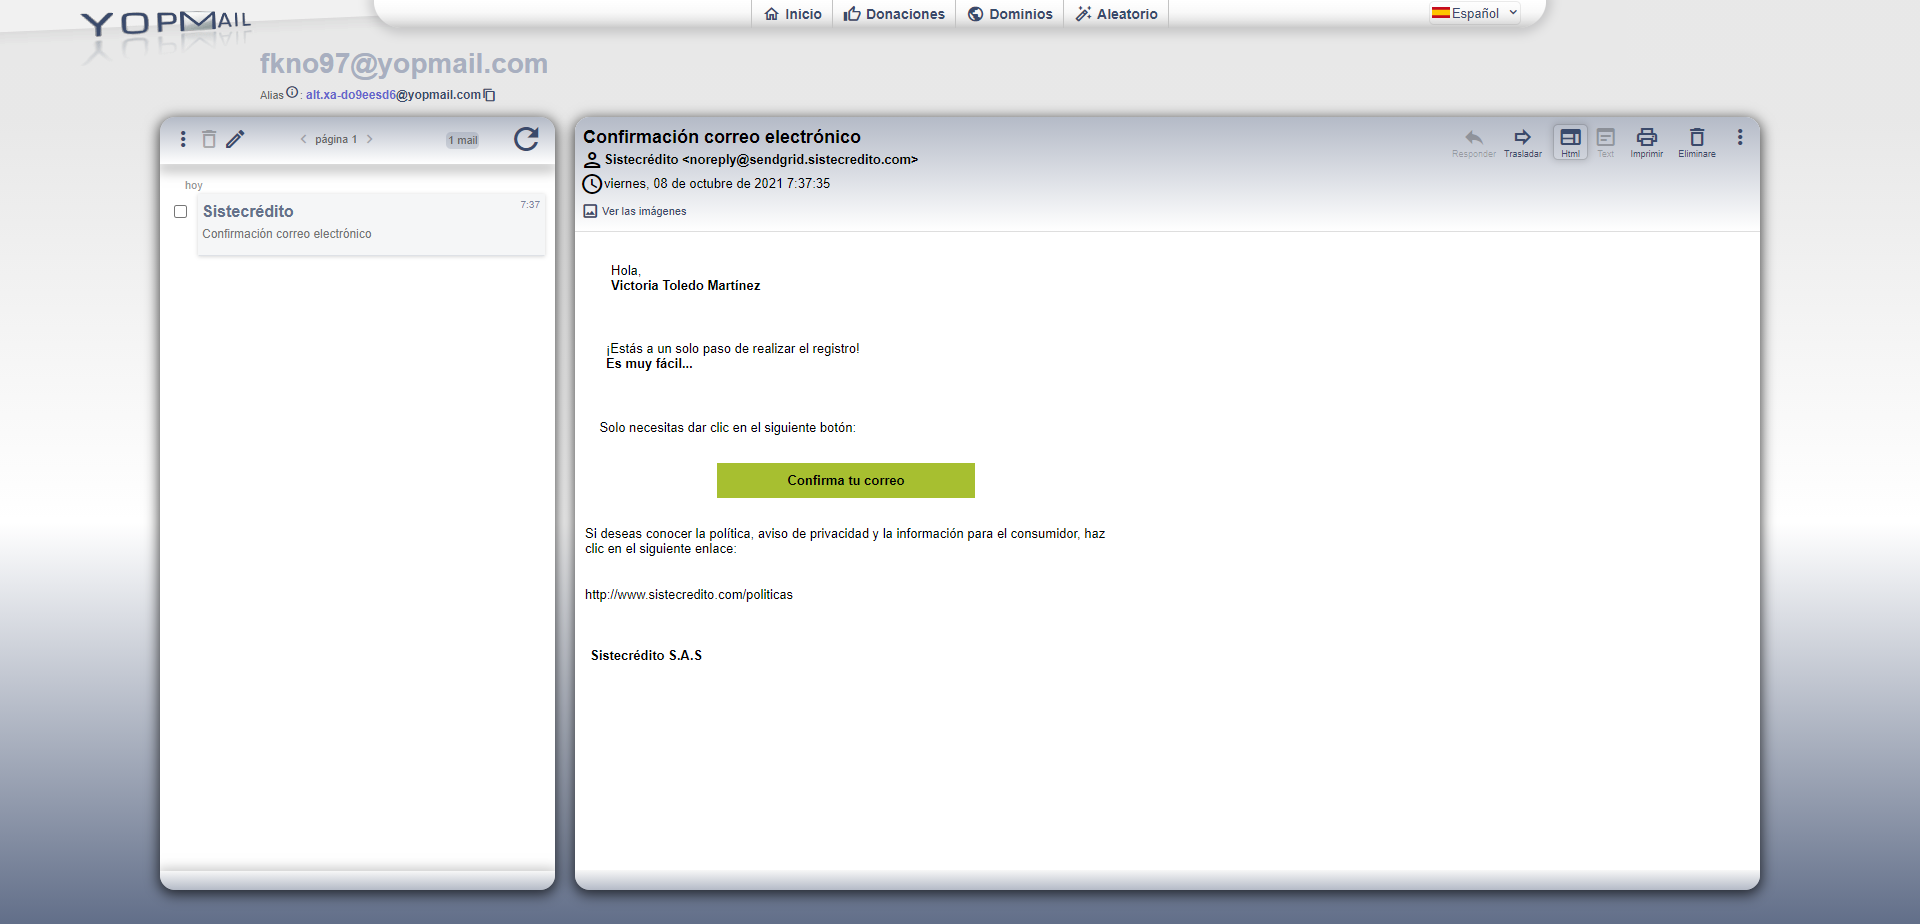 YOPMAIL
Inicio
Donaciones
Dominios
Aleatorio
Español
fkno97@yopmail.com
Alias : alt.xa-do9eesd6@yopmail.com
página 1
1 mail
hoy
Sistecrédito
7:37
Confirmación correo electrónico
Confirmación correo electrónico
Sistecrédito <noreply@sendgrid.sistecredito.com>
viernes, 08 de octubre de 2021 7:37:35
Ver las imágenes
Responder
Trasladar
Html
Text
Imprimir
Eliminare
Hola,
Victoria Toledo Martínez
¡Estás a un solo paso de realizar el registro!
Es muy fácil...
Solo necesitas dar clic en el siguiente botón:
Confirma tu correo
Si deseas conocer la política, aviso de privacidad y la información para el consumidor, haz
clic en el siguiente enlace:
http://www.sistecredito.com/politicas
Sistecrédito S.A.S